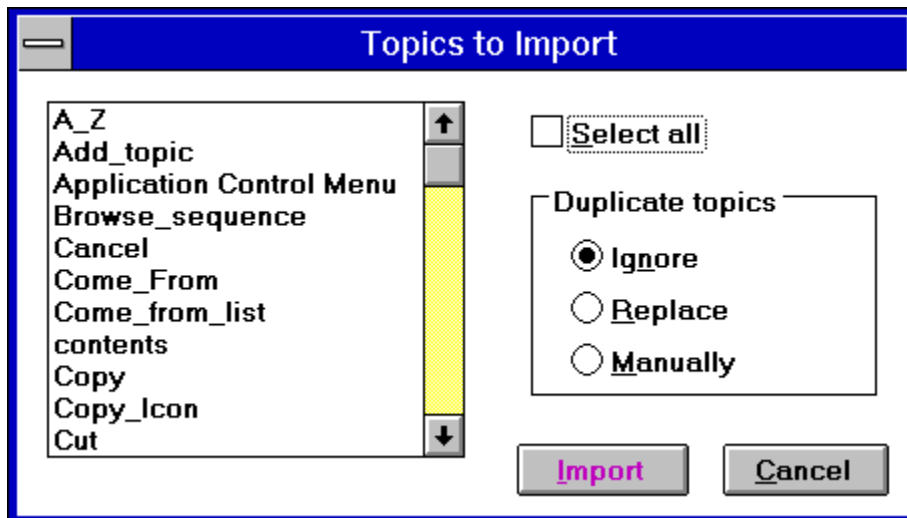 Topics to Import
A_Z
Add_topic
Application Control Menu
Browse_sequence
Cancel
Come_From
Come_from_list
contents
Copy
Copy_Icon
Cut
Select all
Duplicate topics
Ignore
Replace
Manually
Import
Cancel